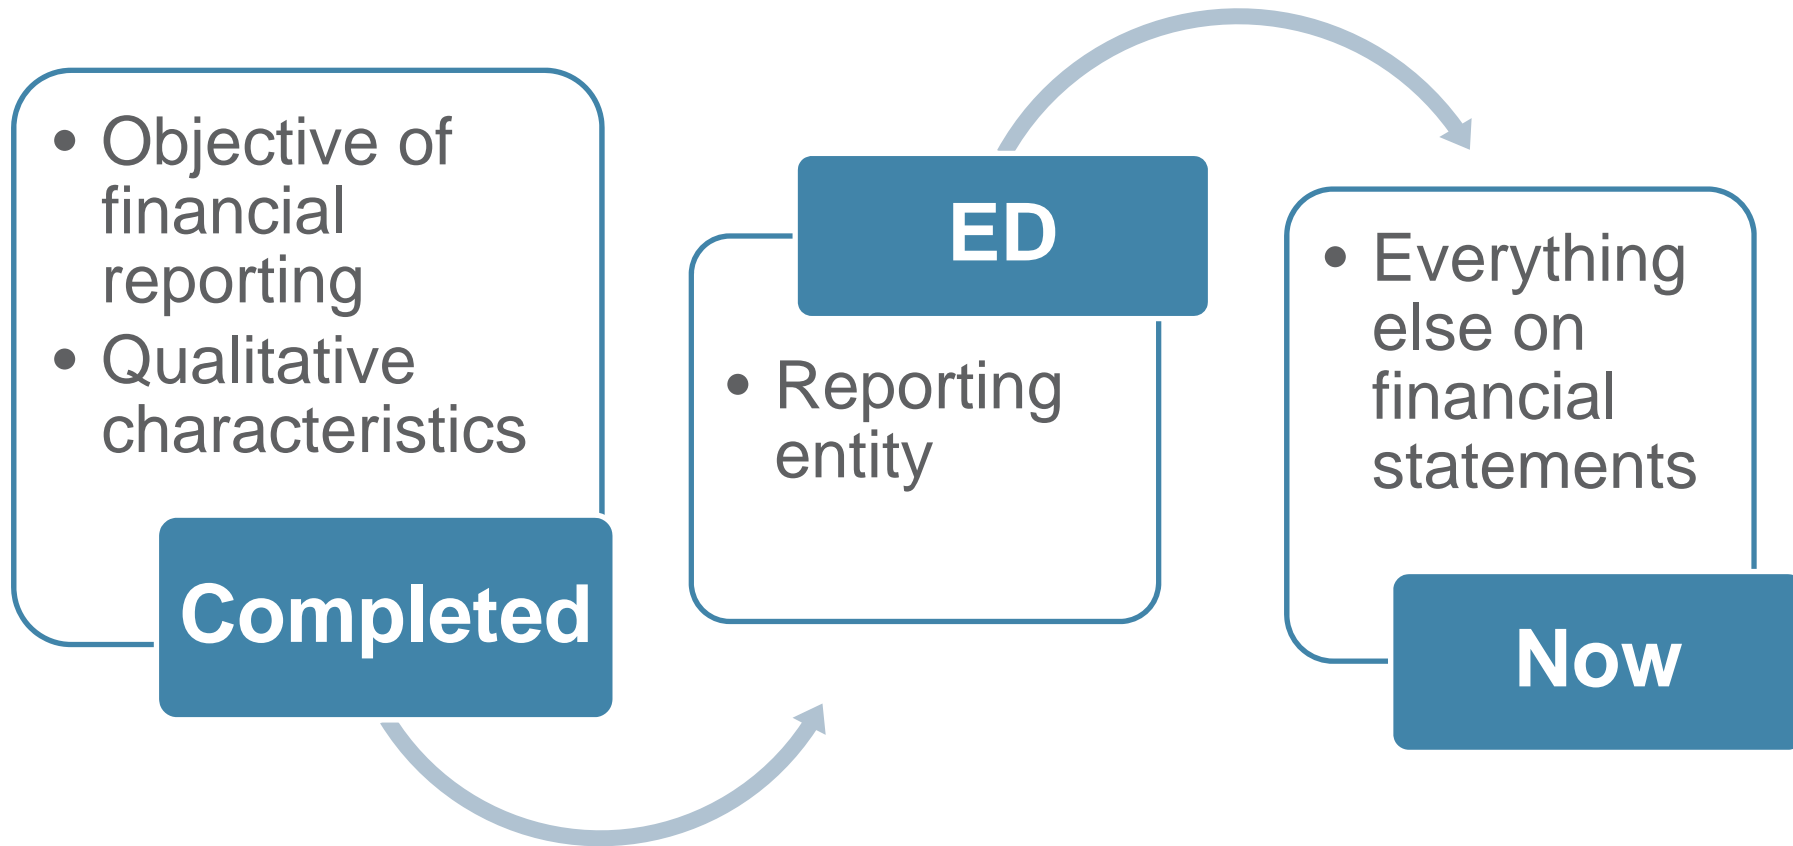 • Objective of
financial
reporting
• Qualitative
characteristics
Completed
ED
• Reporting
entity
• Everything
else on
financial
statements
Now